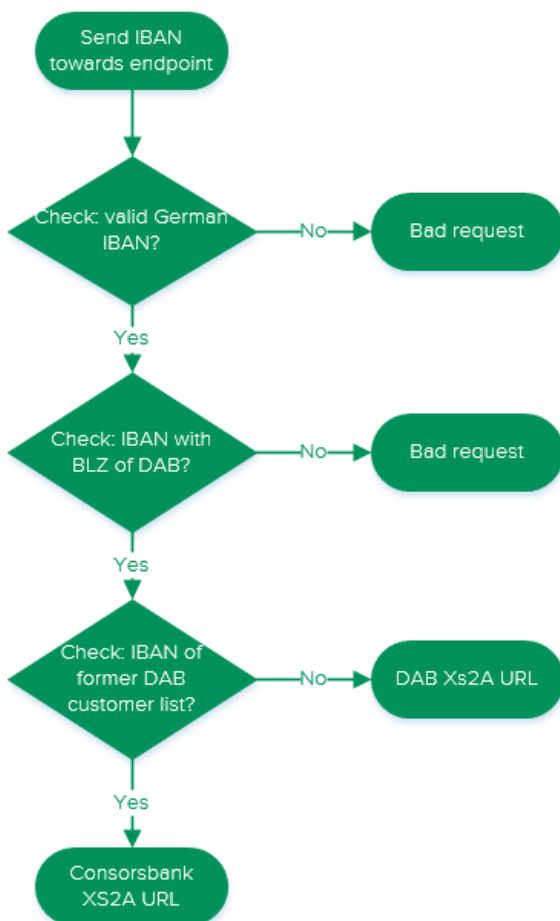 Send IBAN
towards endpoint
Check: valid German
IBAN?
No
Bad request
Yes
Check: IBAN with
BLZ of DAB?
No
Bad request
Yes
Check: IBAN of
former DAB
customer list?
No
DAB Xs2A URL
Yes
Consorsbank
XS2A URL